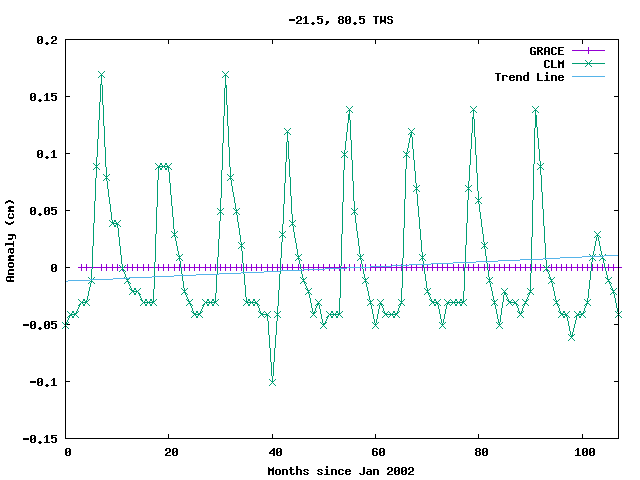 -21.5, 80.5 TWS
GRACE
CLM
Trend Line
0.2
0.15
0.1
0.05
0
-0.05
-0.1
-0.15
Anomaly (cm)
0 20 40 60 80 100
Months since Jan 2002